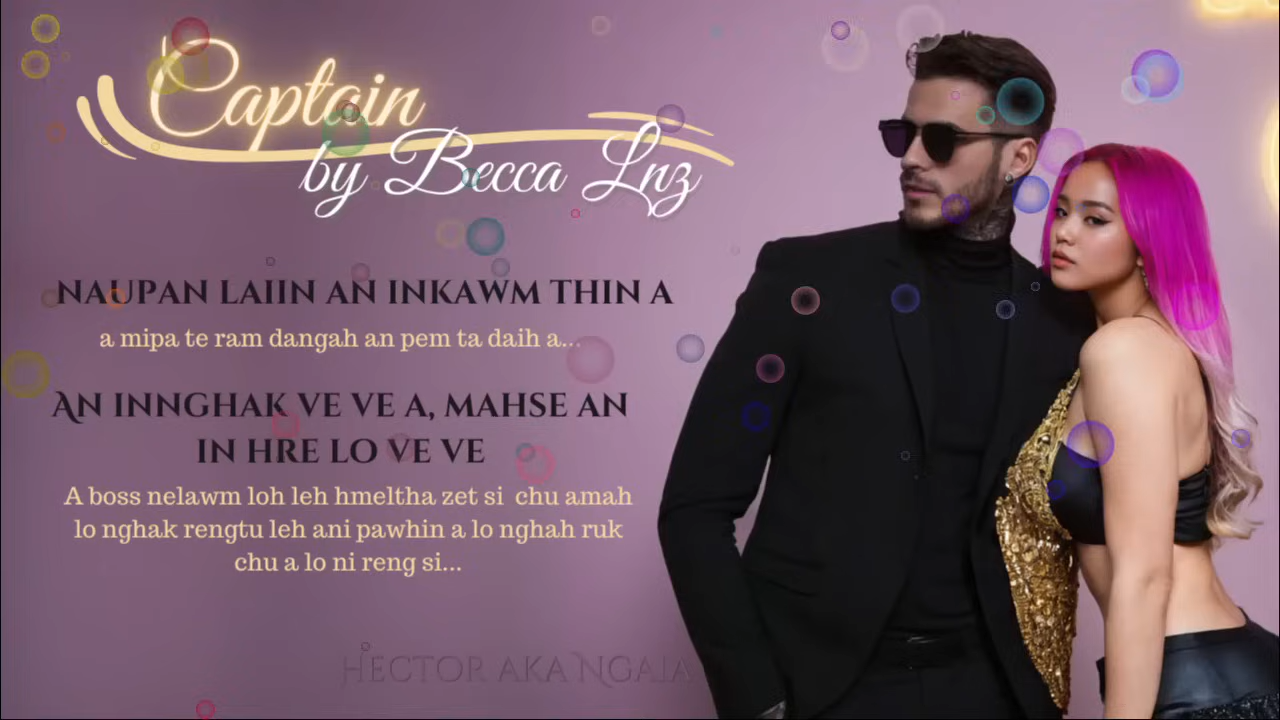 Captain
by Becca Lnz
NAUPAN LAIIN AN INKAWM THIN A
a mipa te ram dangah an pem ta daih a...
AN INNGHAK VE VE A, MAHSE AN
IN HRE LO VE VE
A boss nelawm loh leh hmeltha zet si chu amah
lo nghak rengtu leh ani pawhin a lo nghah ruk
chu a lo ni reng si...
HECTOR AKA NGAIA